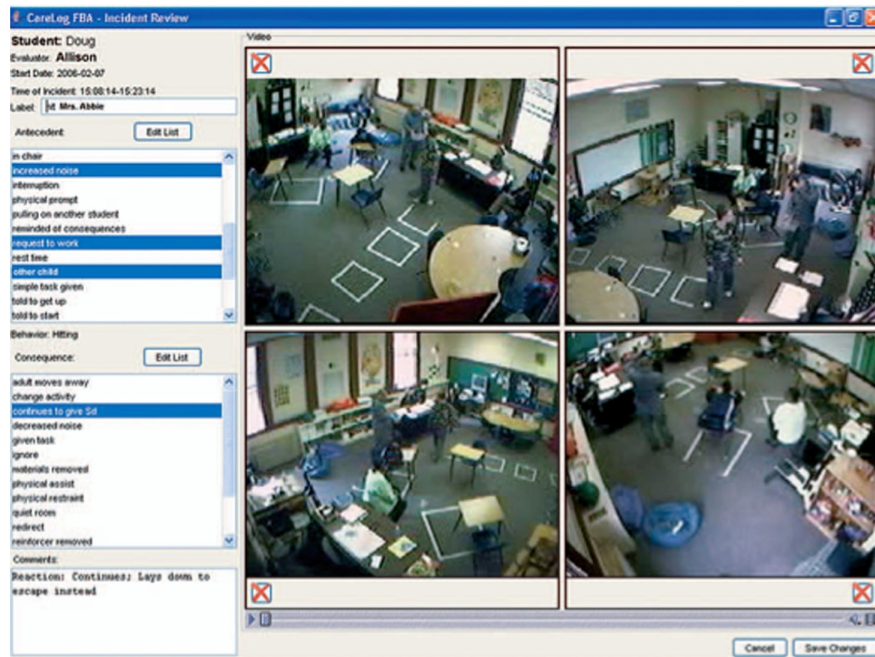 CareLog FBA - Incident Review
Student: Doug
Evaluator: Allison
Start Date: 2006-02-07
Time of Incident: 15:08:14-15:23:14
Label: Mrs. Abbie
Antecedent: Edit List
in chair
increased noise
interruption
physical prompt
pulling on another student
reminded of consequences
request to work
rest time
other child
simple task given
told to get up
told to start
Behavior: Hitting
Consequence: Edit List
adult moves away
change activity
continues to give Sd
decreased noise
given task
ignore
materials removed
physical assist
physical restraint
quiet room
redirect
reinforcer removed
Comments:
Reaction: Continues; Lays down to
escape instead
Video
Cancel Save Changes